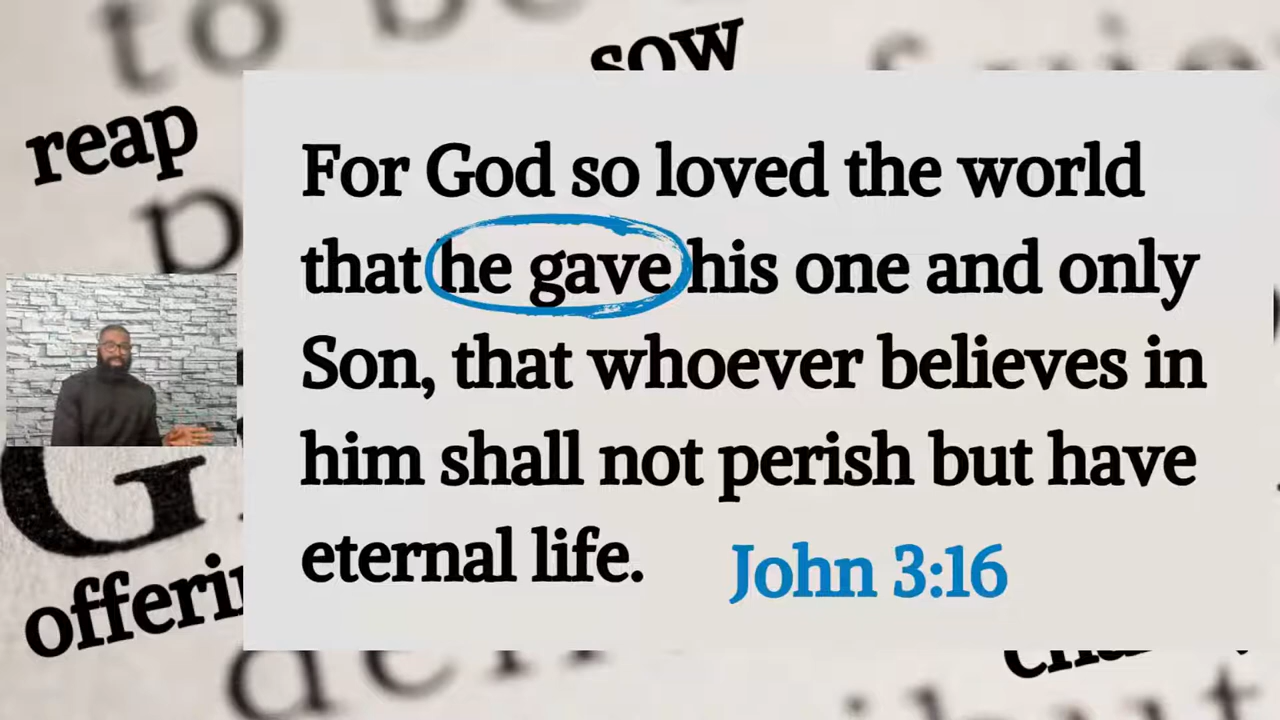 sow
reap
For God so loved the world
that he gave his one and only
Son, that whoever believes in
him shall not perish but have
eternal life.
John 3:16